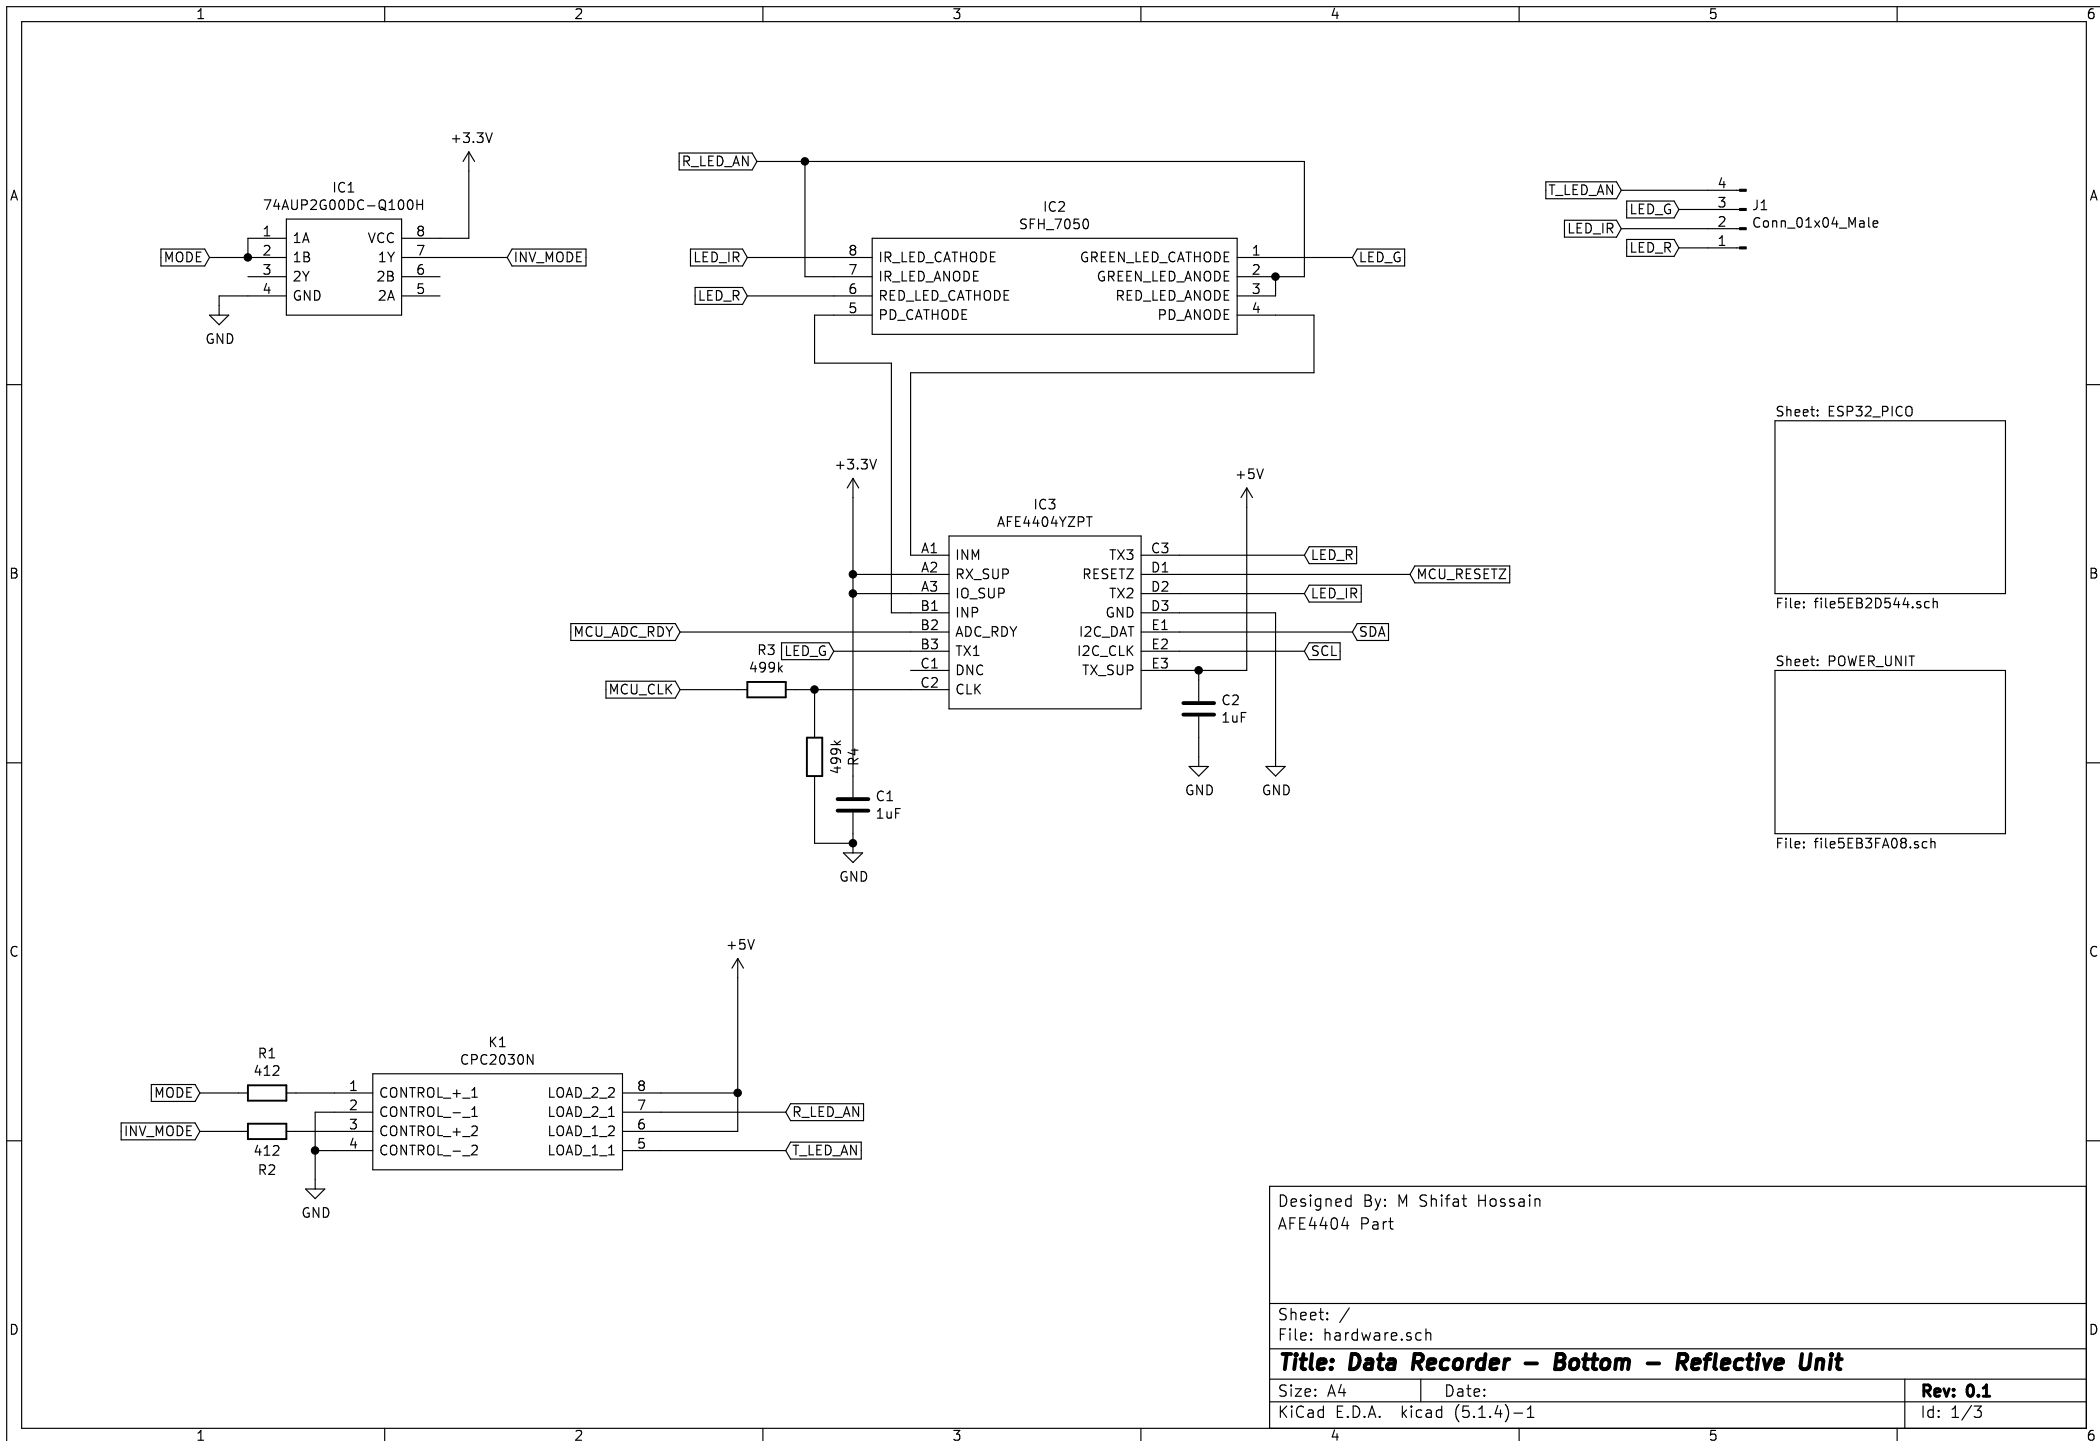 1 2 3 4 5 6
A A
B B
C C
D D
+3.3V
IC1
74AUP2G00DC-Q100H
MODE
1 1A VCC 8
2 1B 1Y 7
3 2Y 2B 6
4 GND 2A 5
INV_MODE
GND
R_LED_AN
IC2
SFH_7050
LED_IR 8 IR_LED_CATHODE GREEN_LED_CATHODE 1 LED_G
7 IR_LED_ANODE GREEN_LED_ANODE 2
LED_R 6 RED_LED_CATHODE RED_LED_ANODE 3
5 PD_CATHODE PD_ANODE 4
T_LED_AN 4
LED_G 3 J1
LED_IR 2 Conn_01x04_Male
LED_R 1
Sheet: ESP32_PICO
File: file5EB2D544.sch
Sheet: POWER_UNIT
File: file5EB3FA08.sch
+3.3V
+5V
IC3
AFE4404YZPT
A1 INM TX3 C3 LED_R
A2 RX_SUP RESETZ D1 MCU_RESETZ
A3 IO_SUP TX2 D2 LED_IR
B1 INP GND D3
MCU_ADC_RDY B2 ADC_RDY I2C_DAT E1 SDA
LED_G B3 TX1 I2C_CLK E2 SCL
C1 DNC TX_SUP E3
MCU_CLK C2 CLK
R3
499k
499k
R4
C1
1uF
GND
C2
1uF
GND GND
+5V
K1
CPC2030N
R1
412
MODE 1 CONTROL_+_1 LOAD_2_2 8
2 CONTROL_-_1 LOAD_2_1 7 R_LED_AN
INV_MODE 3 CONTROL_+_2 LOAD_1_2 6
4 CONTROL_-_2 LOAD_1_1 5 T_LED_AN
412
R2
GND
Designed By: M Shifat Hossain
AFE4404 Part
Sheet: /
File: hardware.sch
Title: Data Recorder – Bottom – Reflective Unit
Size: A4 Date: Rev: 0.1
KiCad E.D.A. kicad (5.1.4)-1 Id: 1/3
1 2 3 4 5 6